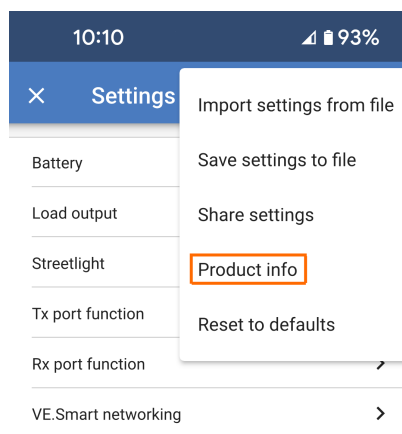 10:10 93%
Settings
Import settings from file
Save settings to file
Share settings
Product info
Reset to defaults
Battery
Load output
Streetlight
Tx port function
Rx port function
VE.Smart networking